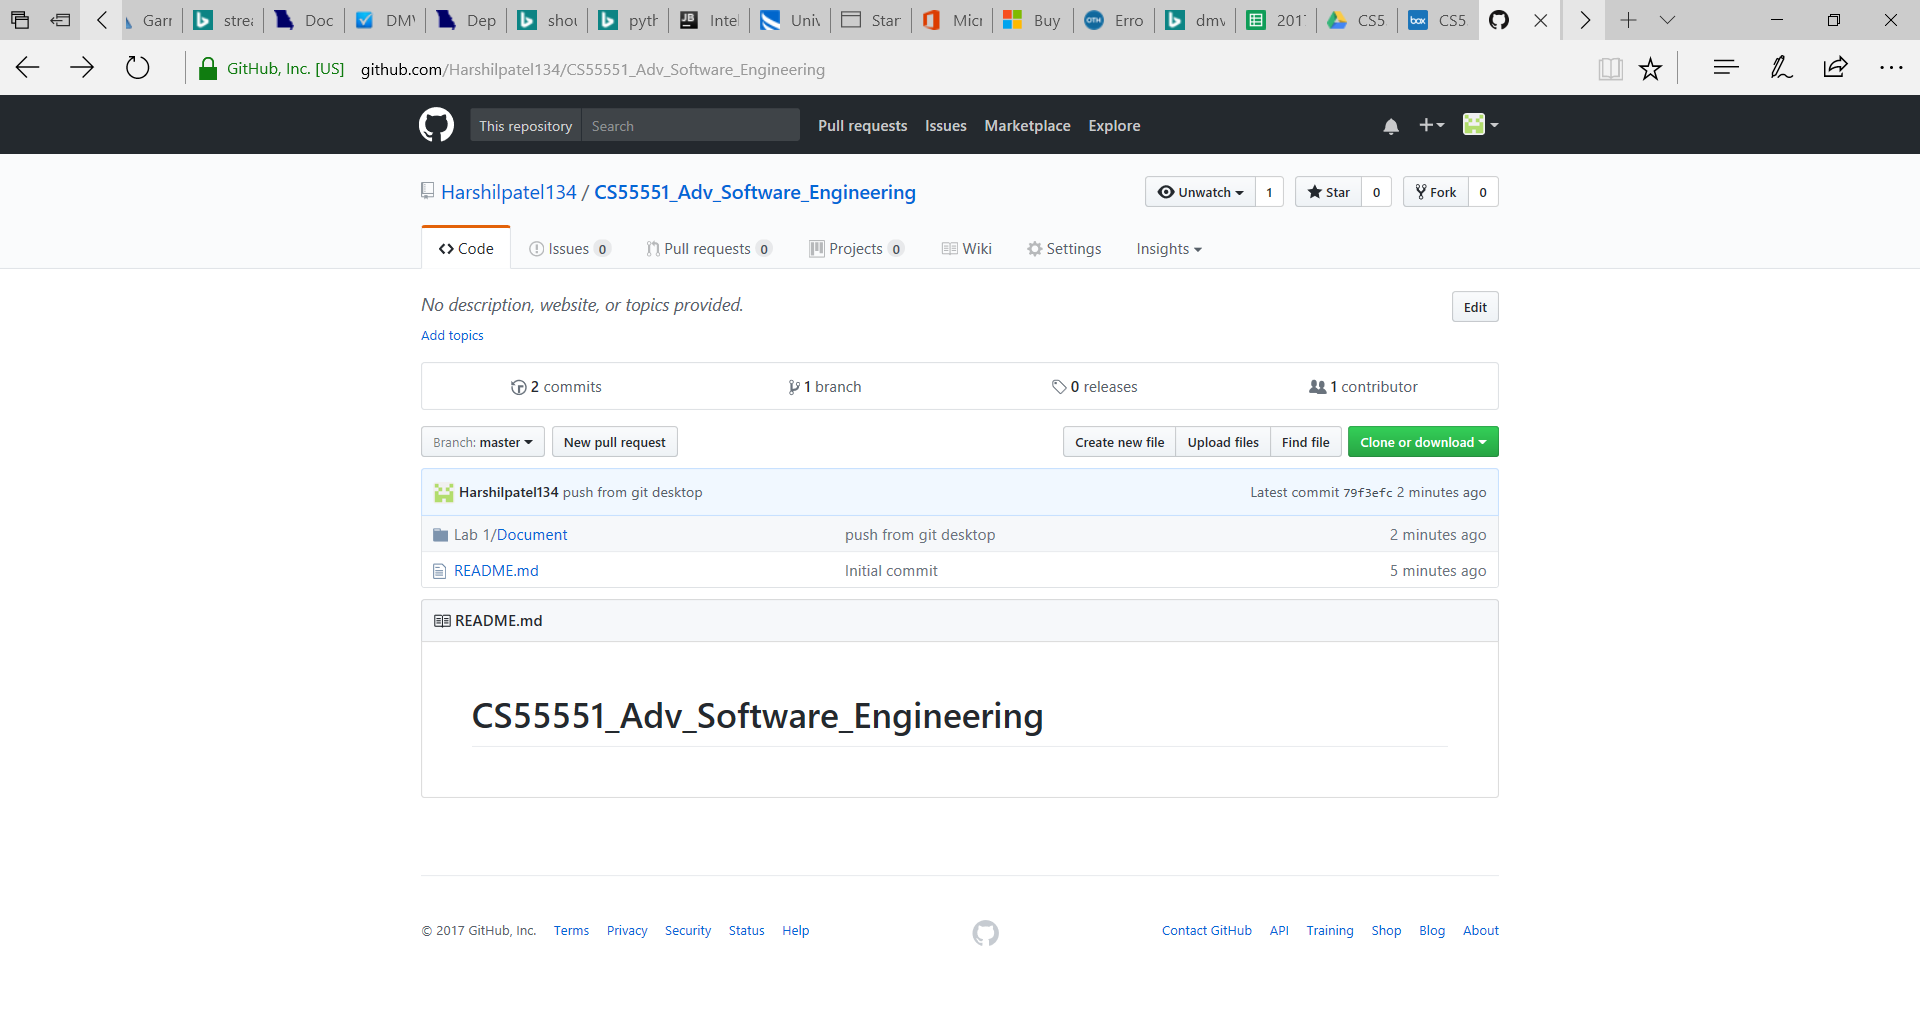 Garr strea Doc DMV Dep shou pyth Intel Univ Star Micr Buy Erro dmv 2017 CS5 CS5
GitHub, Inc. [US] github.com/Harshilpatel134/CS55551_Adv_Software_Engineering
This repository Search Pull requests Issues Marketplace Explore
Harshilpatel134 / CS55551_Adv_Software_Engineering Unwatch 1 Star 0 Fork 0
Code Issues 0 Pull requests 0 Projects 0 Wiki Settings Insights
No description, website, or topics provided. Edit
Add topics
2 commits 1 branch 0 releases 1 contributor
Branch: master New pull request Create new file Upload files Find file Clone or download
Harshilpatel134 push from git desktop Latest commit 79f3efc 2 minutes ago
Lab 1/Document push from git desktop 2 minutes ago
README.md Initial commit 5 minutes ago
README.md
CS55551_Adv_Software_Engineering
© 2017 GitHub, Inc. Terms Privacy Security Status Help Contact GitHub API Training Shop Blog About